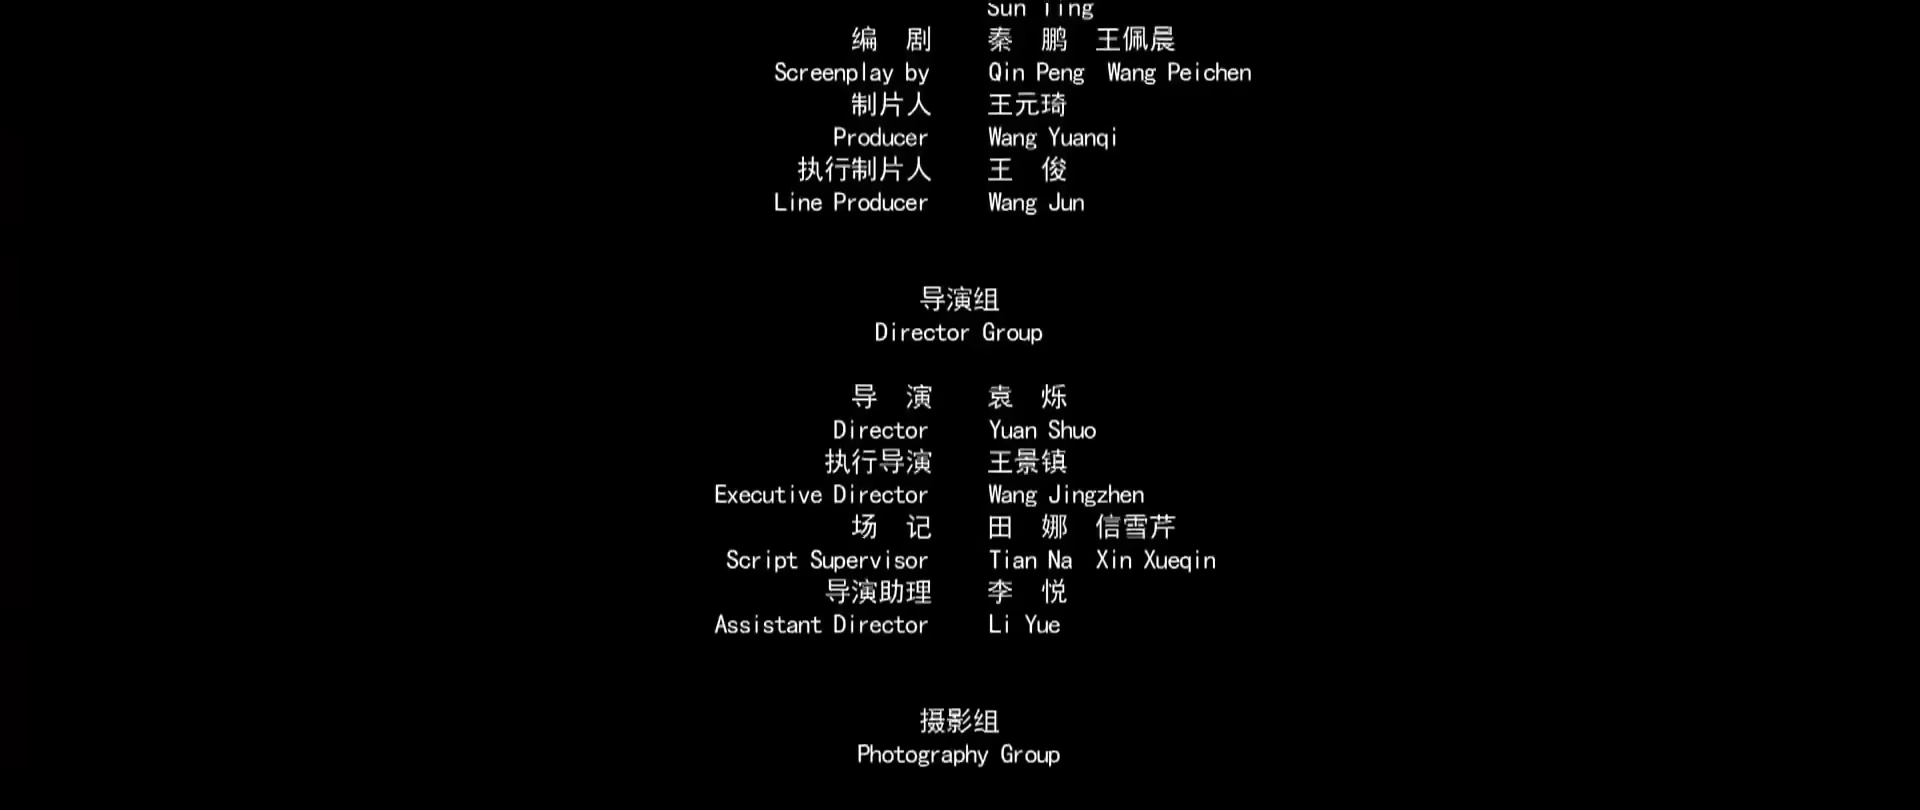 Sun Ting
编 剧 秦 鹏 王佩晨
Screenplay by Qin Peng Wang Peichen
制片人 王元琦
Producer Wang Yuanqi
执行制片人 王 俊
Line Producer Wang Jun
导演组
Director Group
导 演 袁 烁
Director Yuan Shuo
执行导演 王景镇
Executive Director Wang Jingzhen
场 记 田 娜 信雪芹
Script Supervisor Tian Na Xin Xueqin
导演助理 李 悦
Assistant Director Li Yue
摄影组
Photography Group